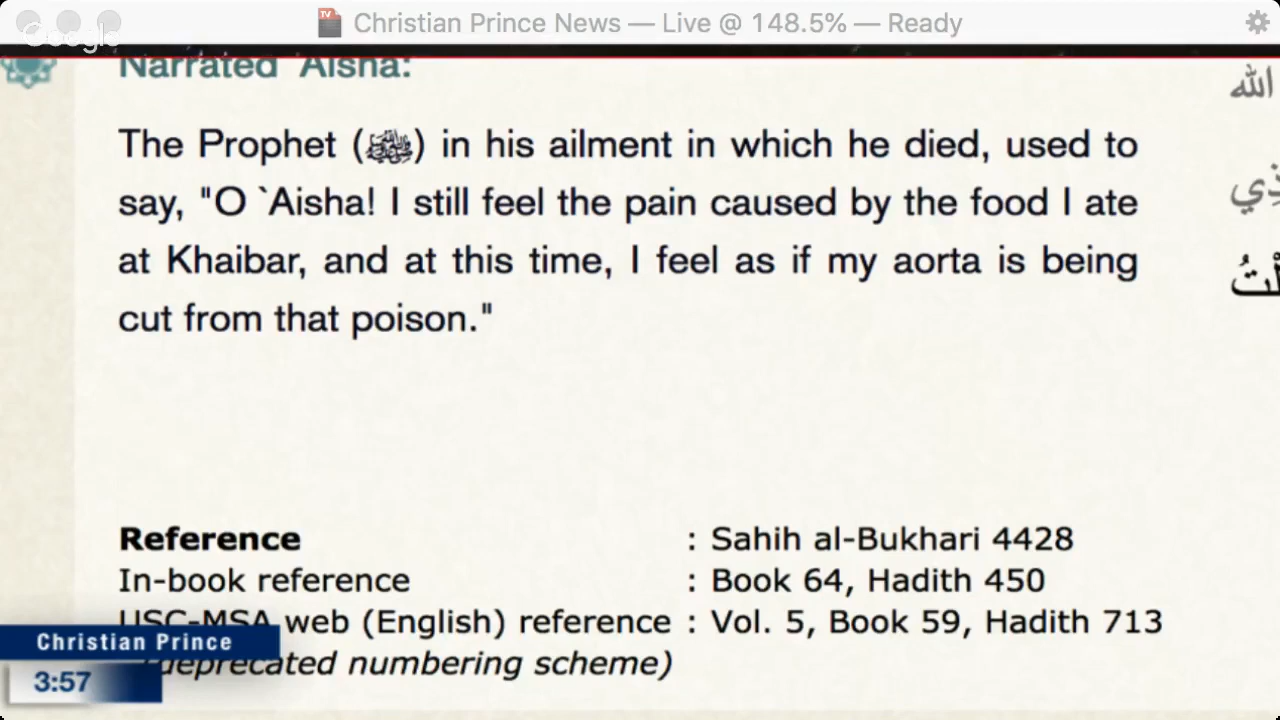 Google
Christian Prince News — Live @ 148.5% — Ready
Narrated `Aisha:
الله
The Prophet (ﷺ) in his ailment in which he died, used to
say, "O `Aisha! I still feel the pain caused by the food I ate
at Khaibar, and at this time, I feel as if my aorta is being
cut from that poison."
Reference : Sahih al-Bukhari 4428
In-book reference : Book 64, Hadith 450
USC-MSA web (English) reference : Vol. 5, Book 59, Hadith 713
(deprecated numbering scheme)
Christian Prince
3:57